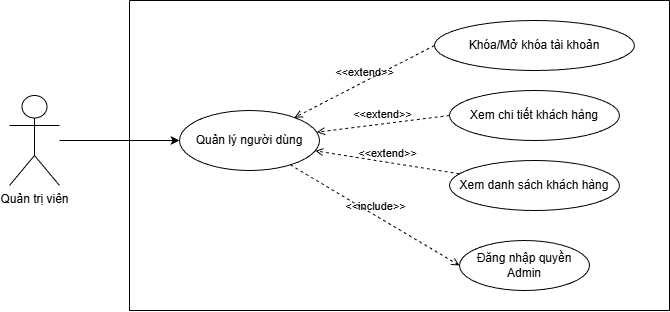 Khóa/Mở khóa tài khoản
<<extend>>
Xem chi tiết khách hàng
<<extend>>
Quản lý người dùng
<<extend>>
Xem danh sách khách hàng
Quản trị viên
<<include>>
Đăng nhập quyền
Admin